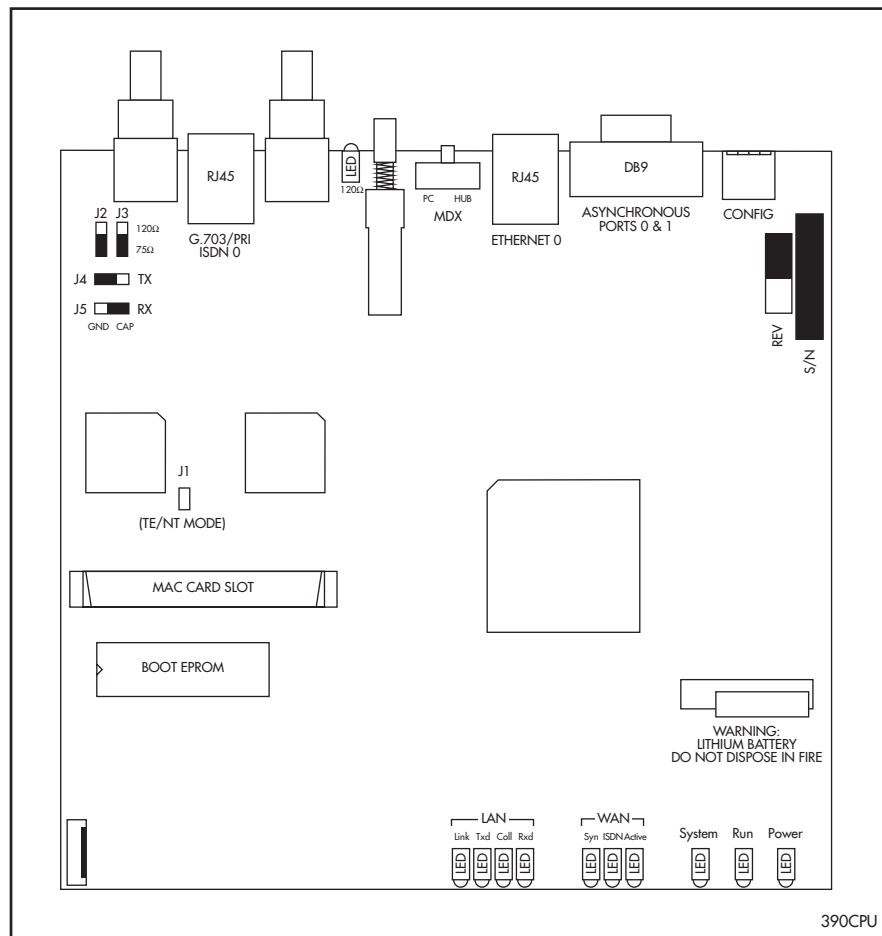 RJ45
LED
120Ω
PC HUB
MDX
RJ45
DB9
J2 J3
120Ω
75Ω
G.703/PRI
ISDN 0
ETHERNET 0
ASYNCHRONOUS
PORTS 0 & 1
CONFIG
J4 TX
J5 RX
GND CAP
REV
S/N
J1
(TE/NT MODE)
MAC CARD SLOT
BOOT EPROM
WARNING:
LITHIUM BATTERY
DO NOT DISPOSE IN FIRE
LAN
Link Txd Coll Rxd
LED LED LED LED
WAN
Syn ISDN Active
LED LED LED
System Run Power
LED LED LED
390CPU